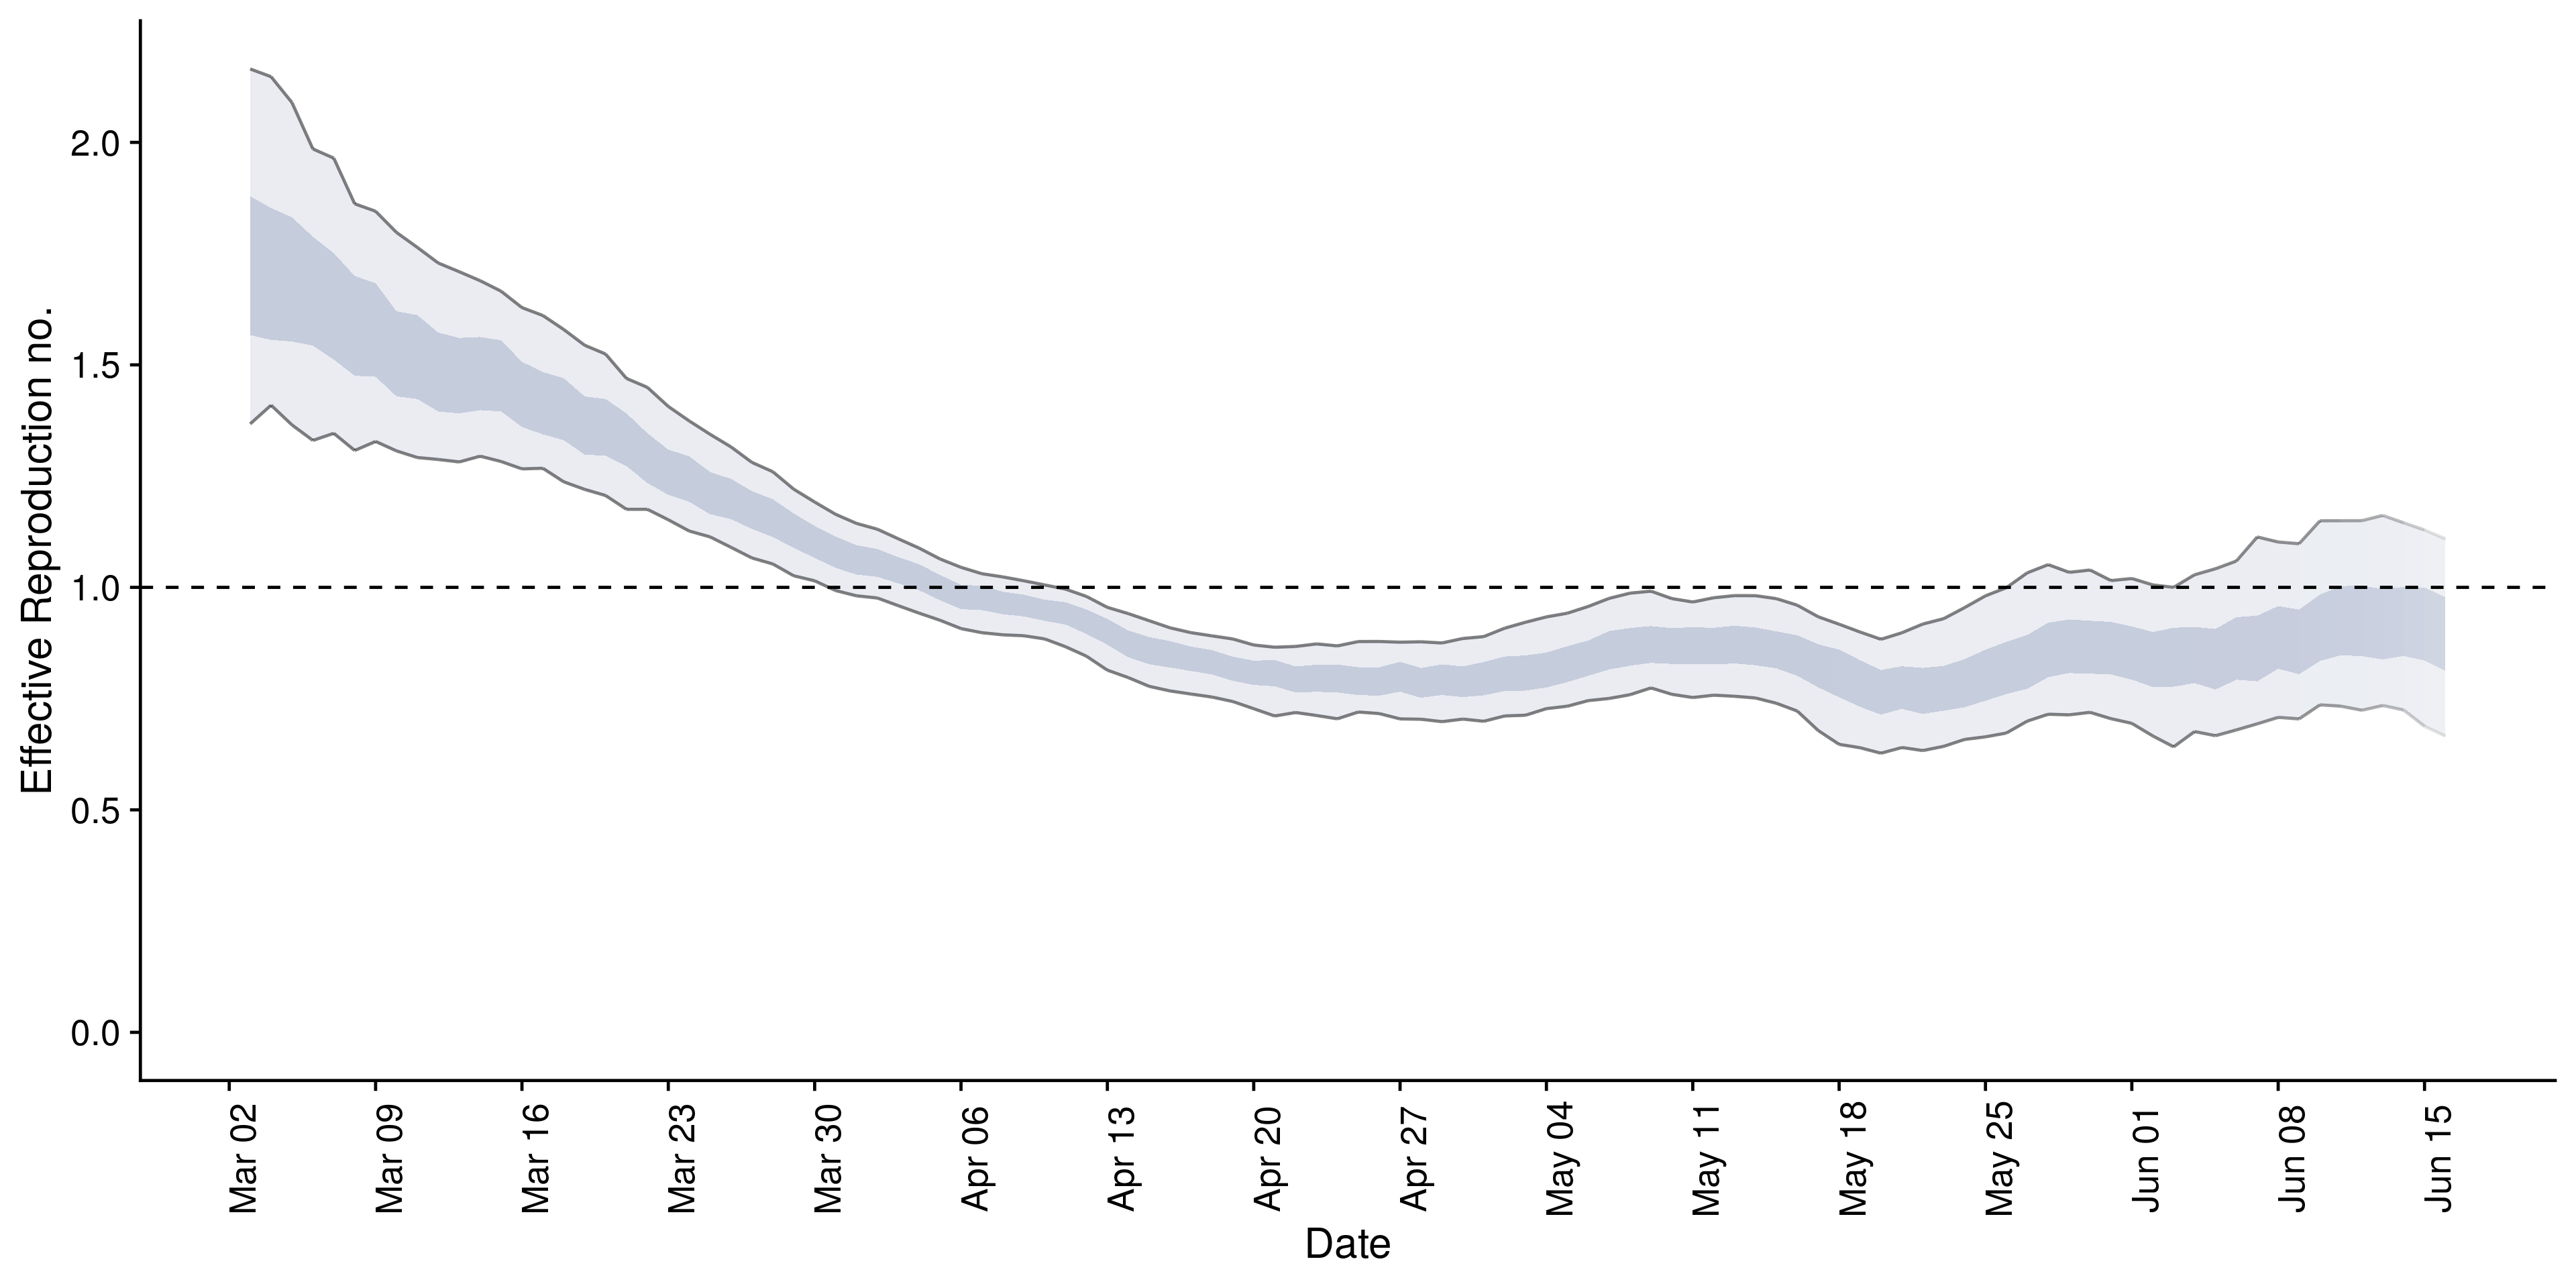 Effective Reproduction no.
2.0
1.5
1.0
0.5
0.0
Mar 02
Mar 09
Mar 16
Mar 23
Mar 30
Apr 06
Apr 13
Apr 20
Apr 27
May 04
May 11
May 18
May 25
Jun 01
Jun 08
Jun 15
Date